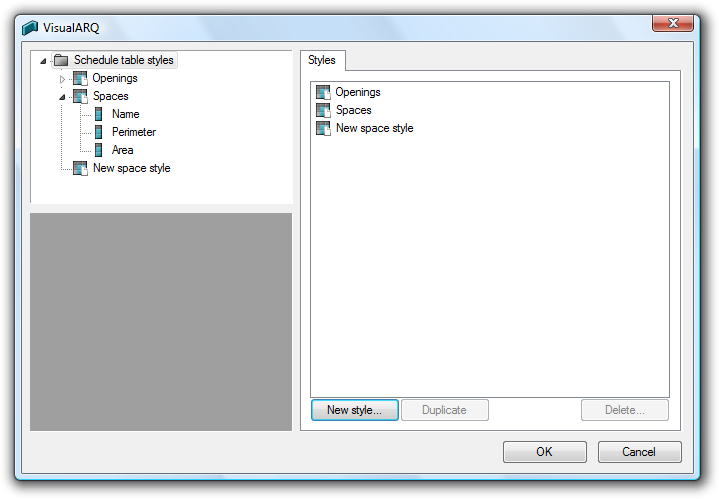 VisualARQ
Schedule table styles
Openings
Spaces
Name
Perimeter
Area
New space style
Styles
Openings
Spaces
New space style
New style...
Duplicate
Delete...
OK
Cancel